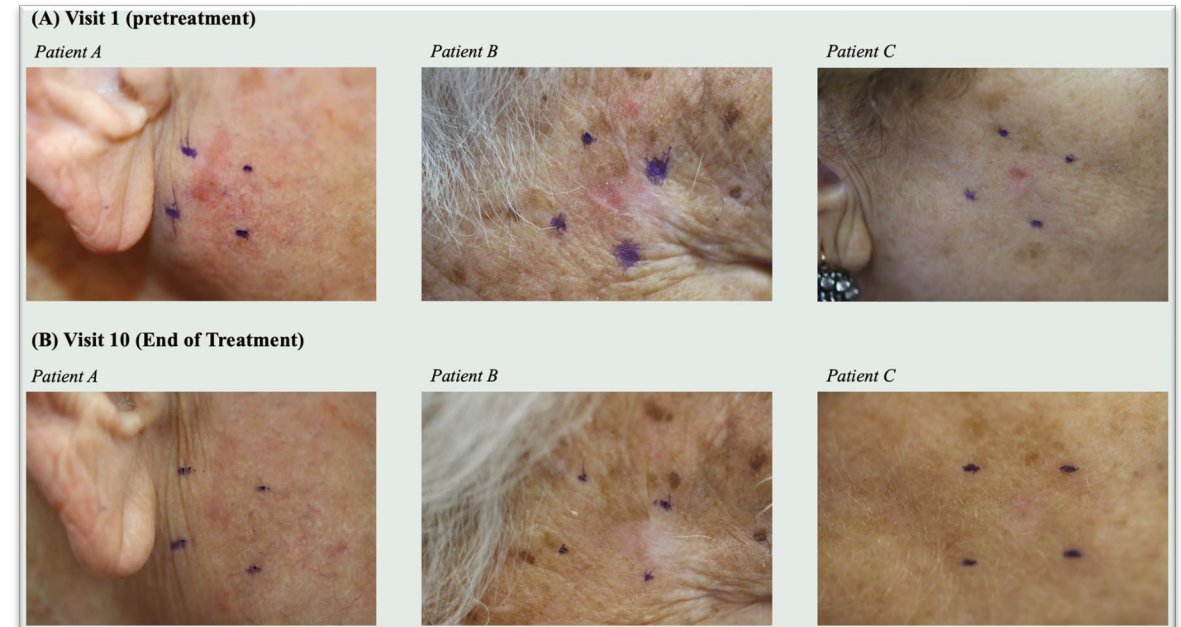 (A) Visit 1 (pretreatment)
Patient A
Patient B
Patient C
(B) Visit 10 (End of Treatment)
Patient A
Patient B
Patient C